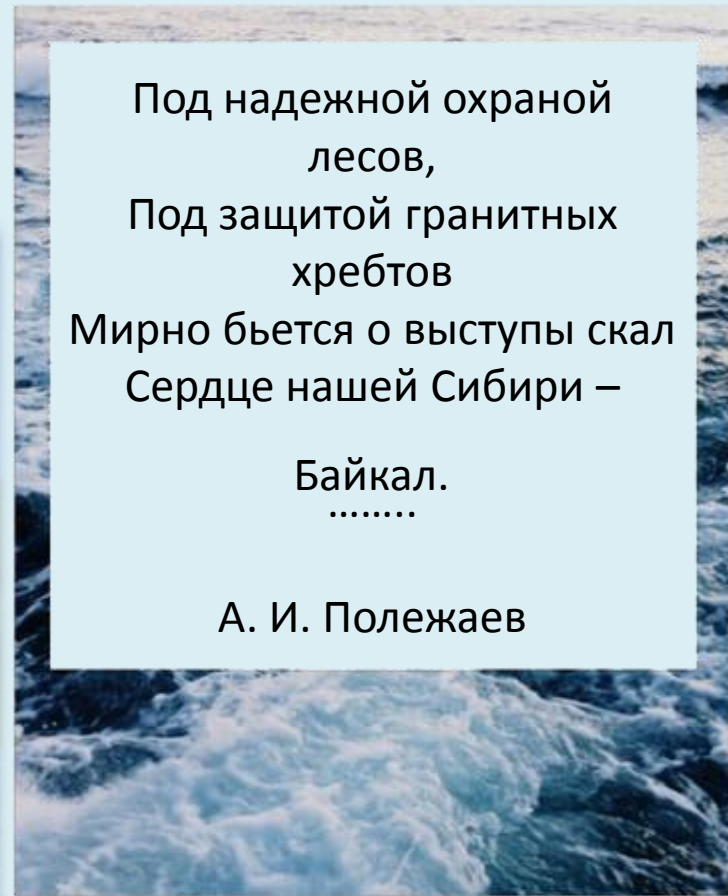 Под надежной охраной
лесов,
Под защитой гранитных
хребтов
Мирно бьется о выступы скал
Сердце нашей Сибири –
Байкал.
........
А. И. Полежаев